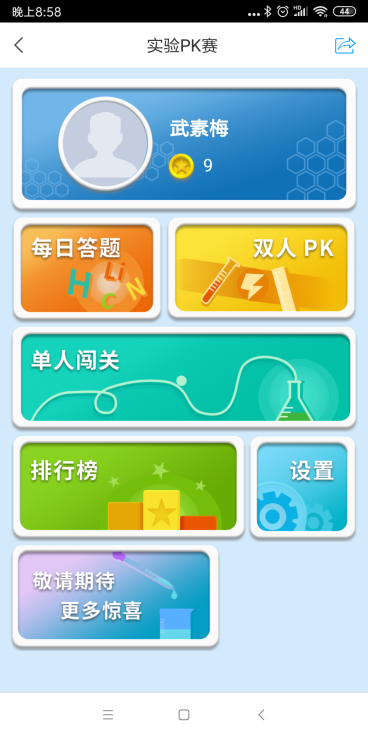 晚上8:58
HD
44
实验PK赛
武素梅
9
每日答题
H Li C N
双人 PK
单人闯关
排行榜
设置
敬请期待
更多惊喜